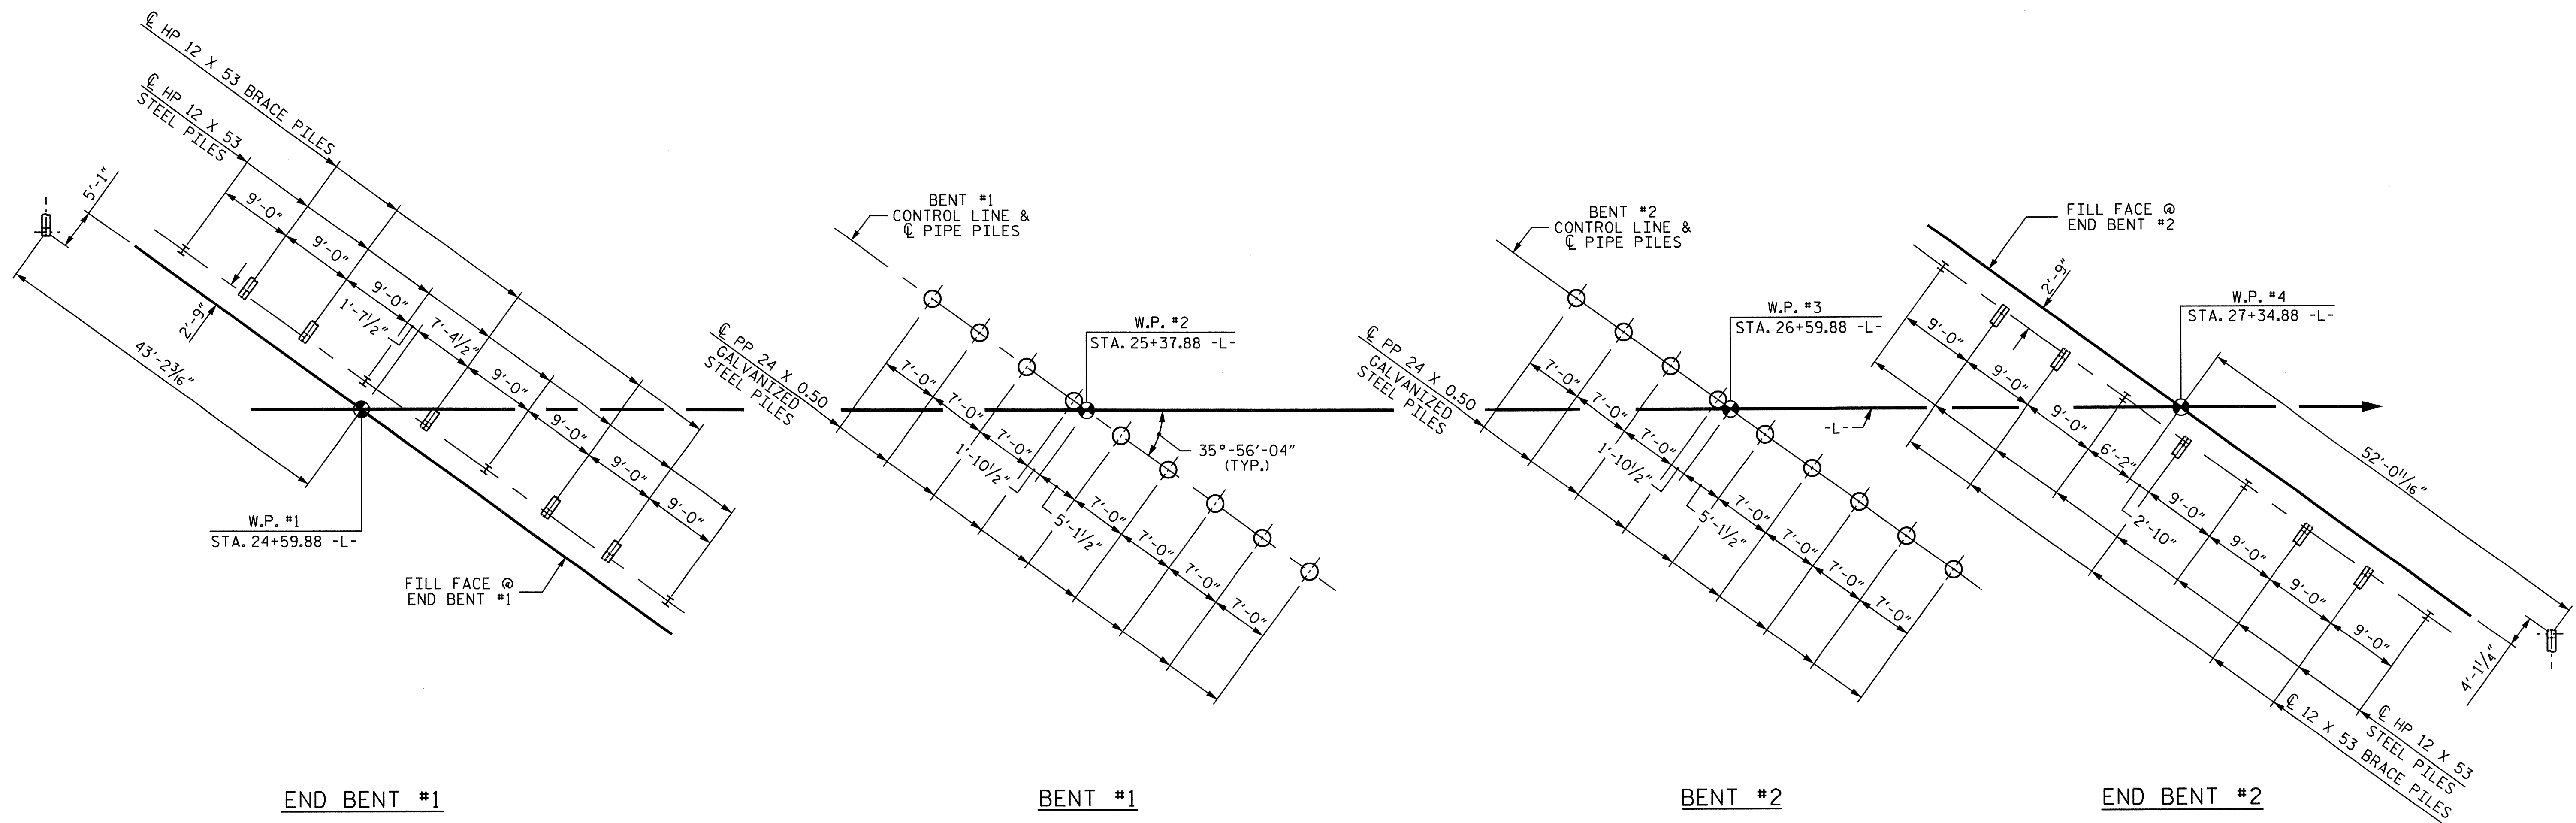 ℄ HP 12 X 53 BRACE PILES
℄ HP 12 X 53
STEEL PILES
5'-1"
9'-0"
9'-0"
9'-0"
1'-7½"
7'-4½"
9'-0"
9'-0"
9'-0"
9'-0"
2'-9"
43'-2³⁄₁₆"
W.P. #1
STA. 24+59.88 -L-
FILL FACE @
END BENT #1
END BENT #1
BENT #1
CONTROL LINE &
℄ PIPE PILES
℄ PP 24 X 0.50
GALVANIZED
STEEL PILES
W.P. #2
STA. 25+37.88 -L-
7'-0"
7'-0"
7'-0"
1'-10½"
5'-1½"
7'-0"
7'-0"
7'-0"
7'-0"
35°-56'-04"
(TYP.)
BENT #1
BENT #2
CONTROL LINE &
℄ PIPE PILES
℄ PP 24 X 0.50
GALVANIZED
STEEL PILES
W.P. #3
STA. 26+59.88 -L-
-L-
7'-0"
7'-0"
7'-0"
1'-10½"
5'-1½"
7'-0"
7'-0"
7'-0"
7'-0"
BENT #2
FILL FACE @
END BENT #2
2'-9"
W.P. #4
STA. 27+34.88 -L-
9'-0"
9'-0"
9'-0"
6'-2"
2'-10"
9'-0"
9'-0"
9'-0"
9'-0"
52'-0¹¹⁄₁₆"
4'-1¼"
℄ HP 12 X 53
STEEL PILES
℄ 12 X 53 BRACE PILES
END BENT #2